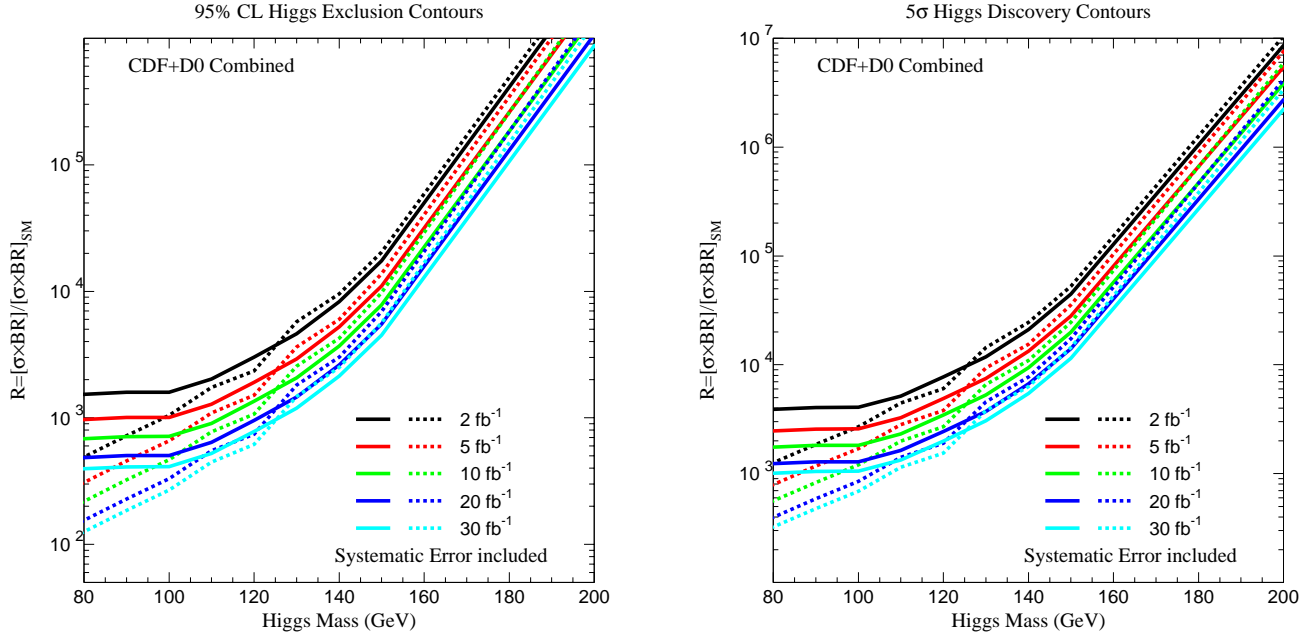 95% CL Higgs Exclusion Contours
CDF+D0 Combined
R=[σ×BR]/[σ×BR]SM
10^5
10^4
10^3
10^2
2 fb^-1
5 fb^-1
10 fb^-1
20 fb^-1
30 fb^-1
Systematic Error included
80 100 120 140 160 180 200
Higgs Mass (GeV)
5σ Higgs Discovery Contours
CDF+D0 Combined
R=[σ×BR]/[σ×BR]SM
10^7
10^6
10^5
10^4
10^3
2 fb^-1
5 fb^-1
10 fb^-1
20 fb^-1
30 fb^-1
Systematic Error included
80 100 120 140 160 180 200
Higgs Mass (GeV)